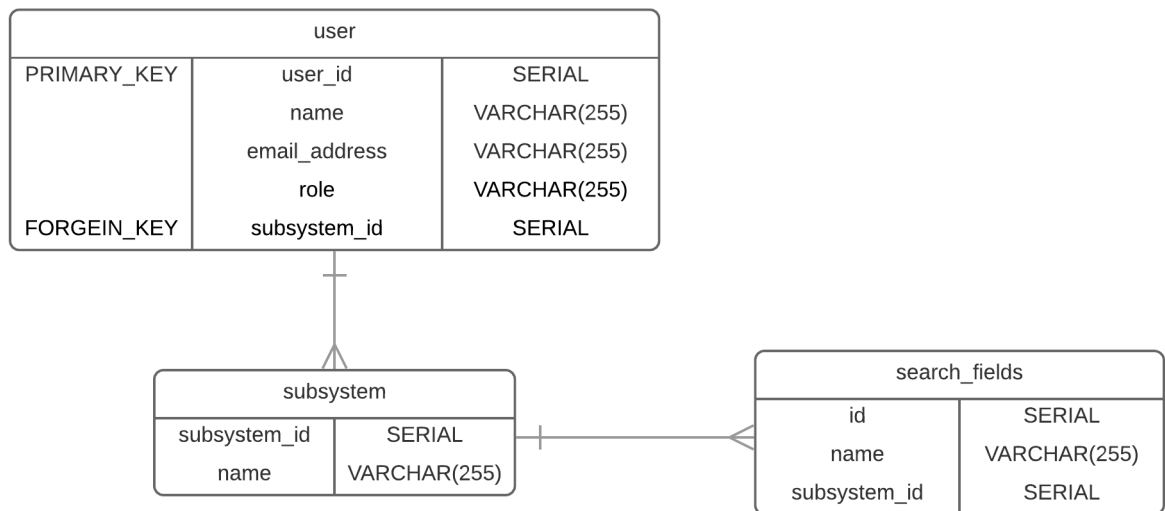 user
PRIMARY_KEY user_id SERIAL
name VARCHAR(255)
email_address VARCHAR(255)
role VARCHAR(255)
FORGEIN_KEY subsystem_id SERIAL
subsystem
subsystem_id SERIAL
name VARCHAR(255)
search_fields
id SERIAL
name VARCHAR(255)
subsystem_id SERIAL